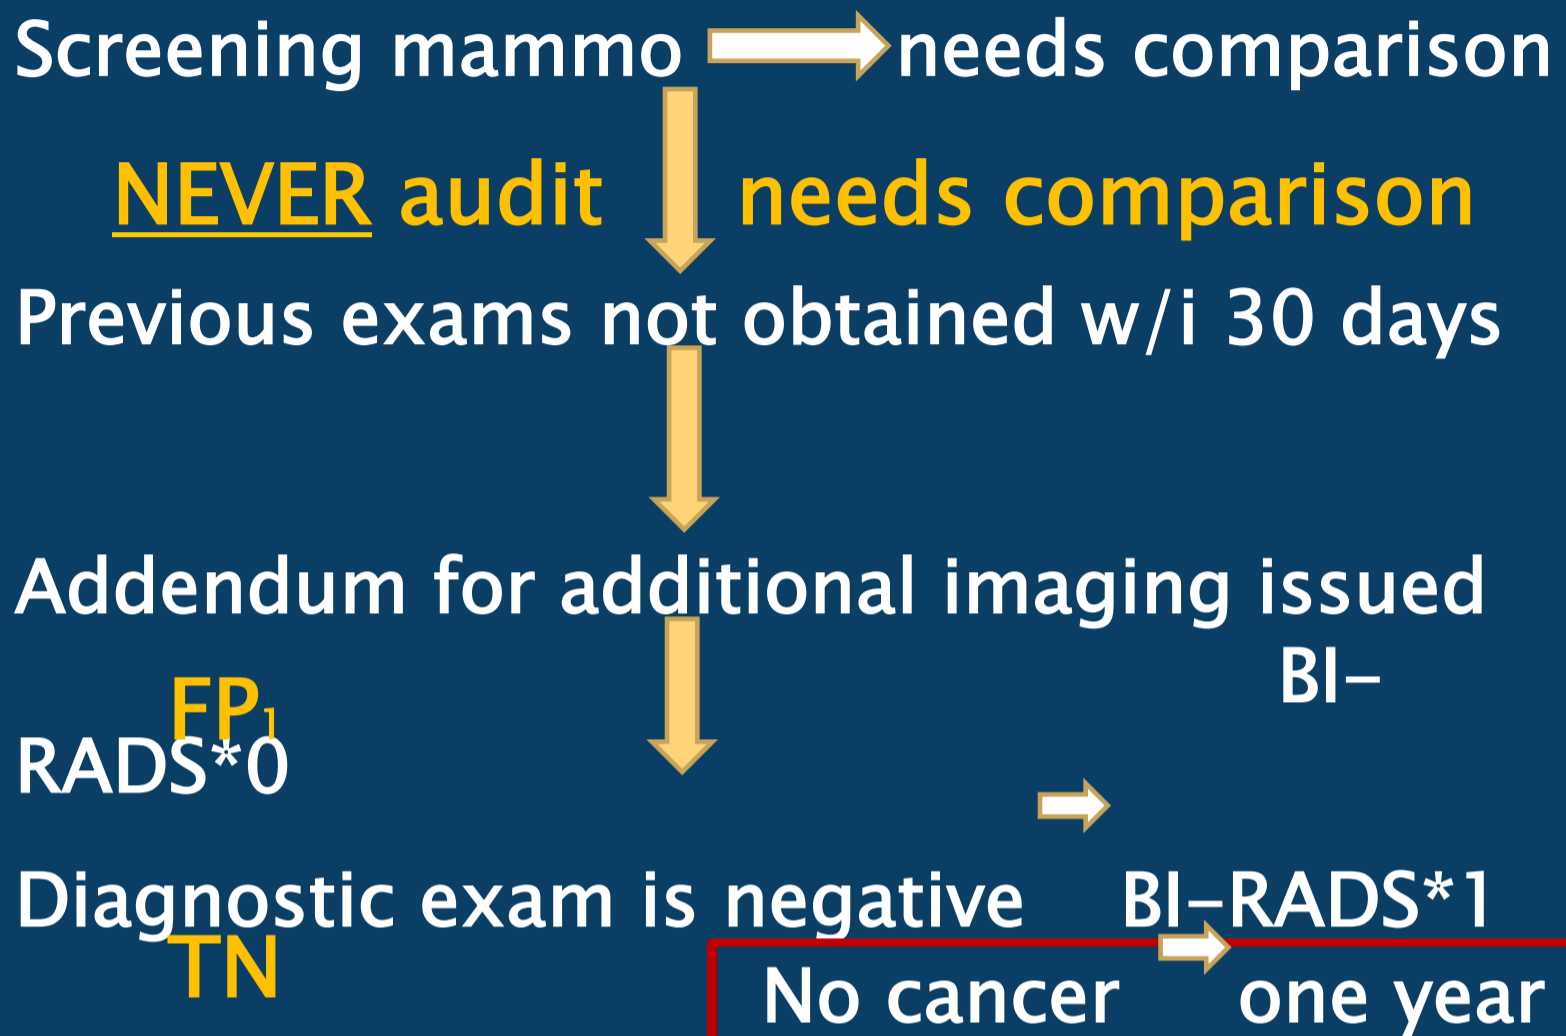 Screening mammo needs comparison
NEVER audit needs comparison
Previous exams not obtained w/i 30 days
Addendum for additional imaging issued
BI-
FP1
RADS*0
Diagnostic exam is negative BI-RADS*1
TN
No cancer one year